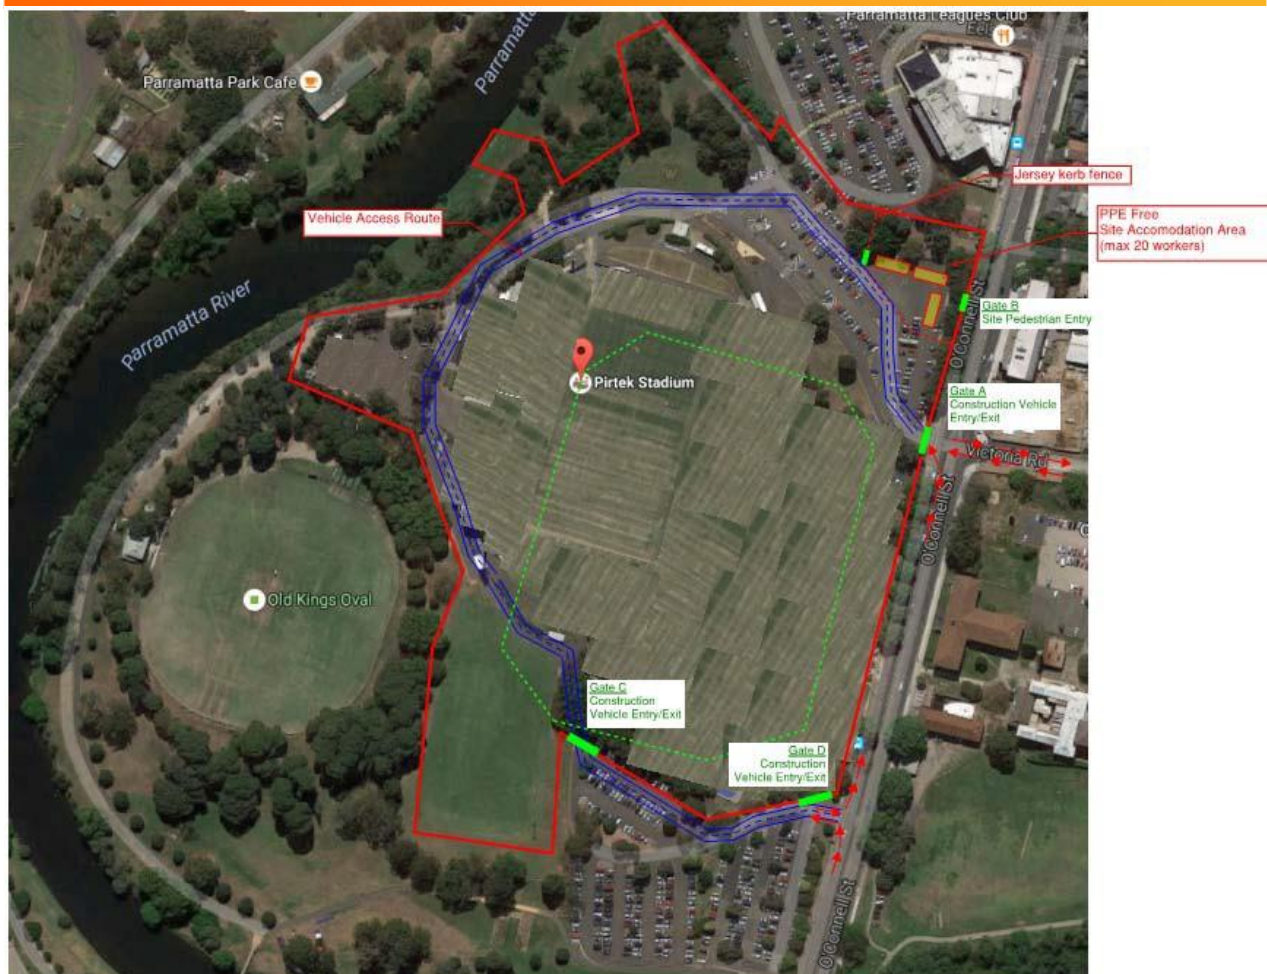 Parramatta Leagues Club
Eels
Parramatta Park Cafe
Parramatta
Jersey kerb fence
PPE Free
Site Accomodation Area
(max 20 workers)
Vehicle Access Route
Parramatta River
O'Connell St
Gate B
Site Pedestrian Entry
Pirtek Stadium
Gate A
Construction Vehicle
Entry/Exit
Victoria Rd
O'Connell St
Old Kings Oval
Gate C
Construction
Vehicle Entry/Exit
Gate D
Construction
Vehicle Entry/Exit
O'Connell St